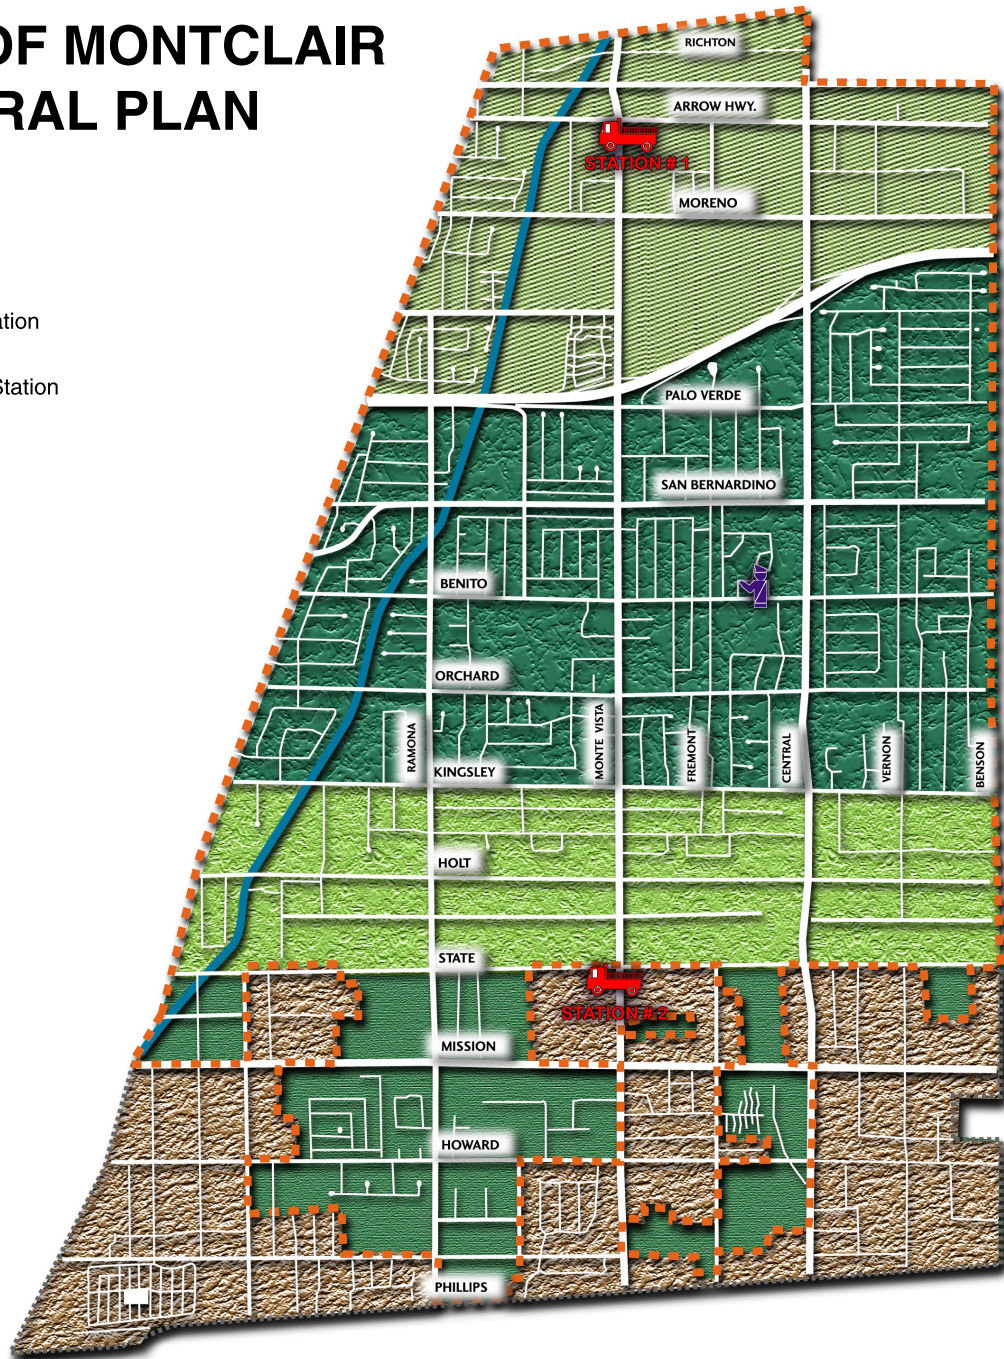 OF MONTCLAIR
RAL PLAN
RICHTON
ARROW HWY.
STATION # 1
MORENO
ation
Station
PALO VERDE
SAN BERNARDINO
BENITO
ORCHARD
RAMONA
MONTE VISTA
FREMONT
CENTRAL
VERNON
BENSON
KINGSLEY
HOLT
STATE
STATION # 2
MISSION
HOWARD
PHILLIPS